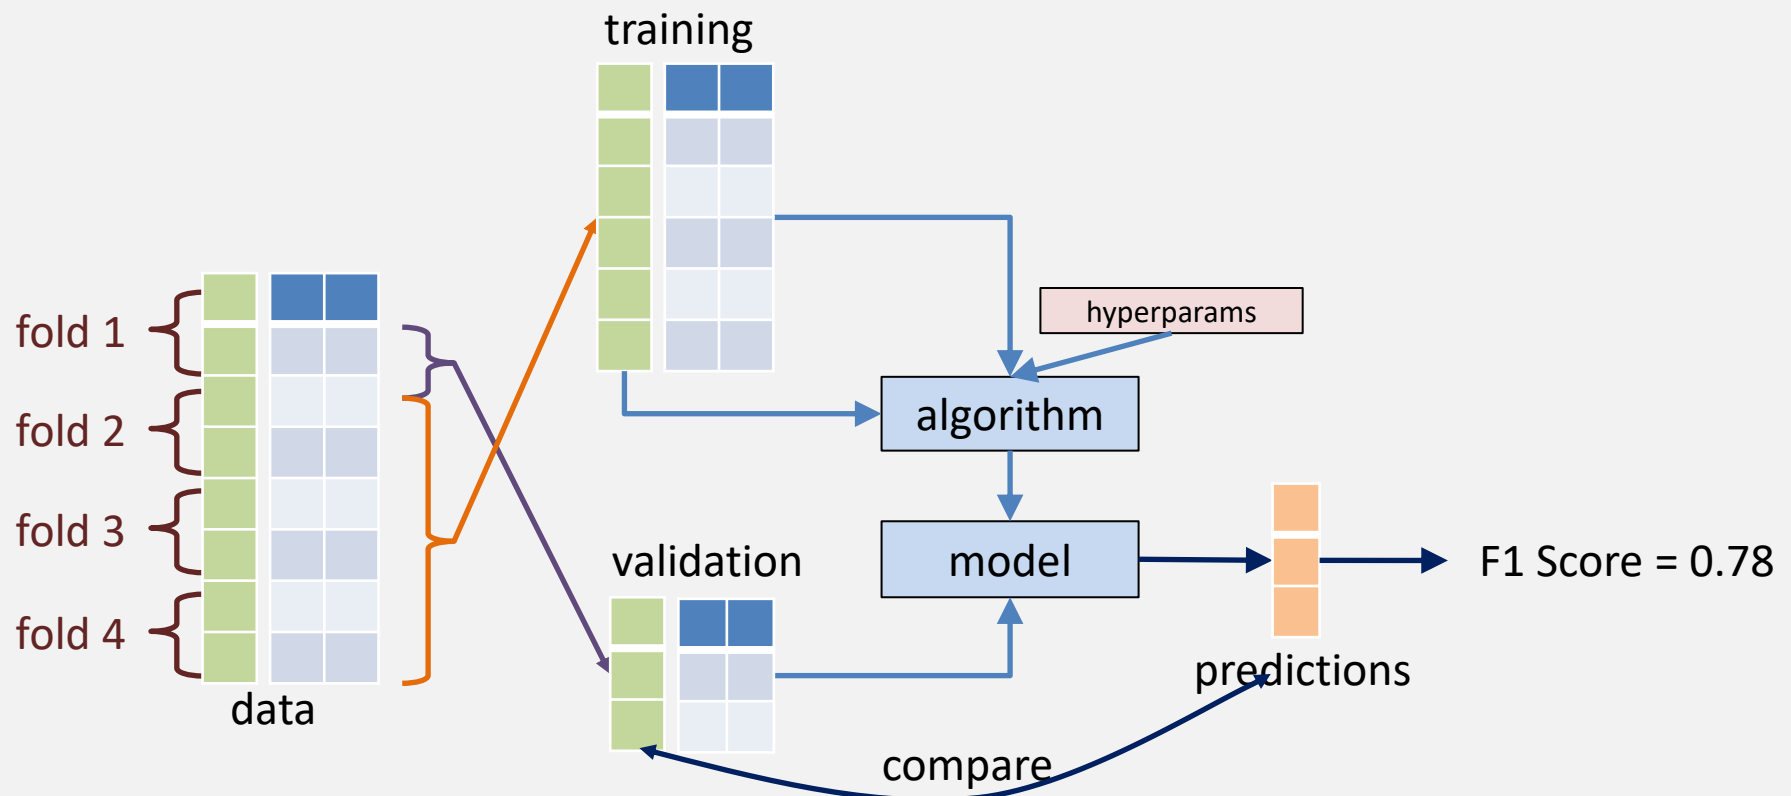 training
fold 1
fold 2
fold 3
fold 4
data
hyperparams
algorithm
validation
model
F1 Score = 0.78
predictions
compare